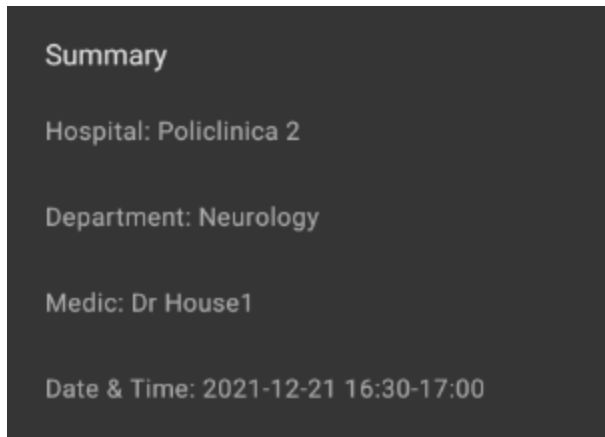 Summary
Hospital: Policlinica 2
Department: Neurology
Medic: Dr House1
Date & Time: 2021-12-21 16:30-17:00